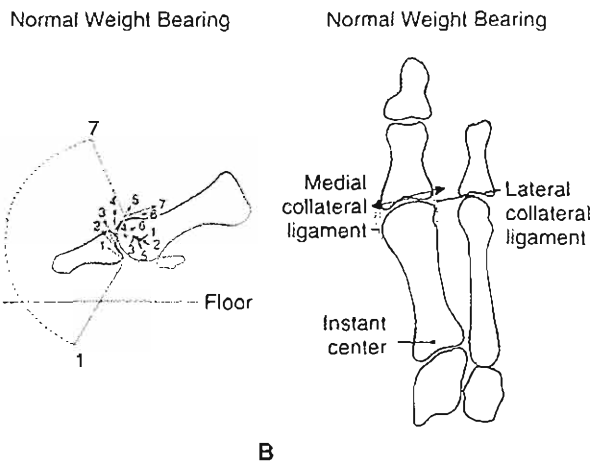 Normal Weight Bearing
7
4
5
3
7
2
6
4
6
1
1
3
2
5
Floor
1
Normal Weight Bearing
Medial
collateral
ligament
Lateral
collateral
ligament
Instant
center
B